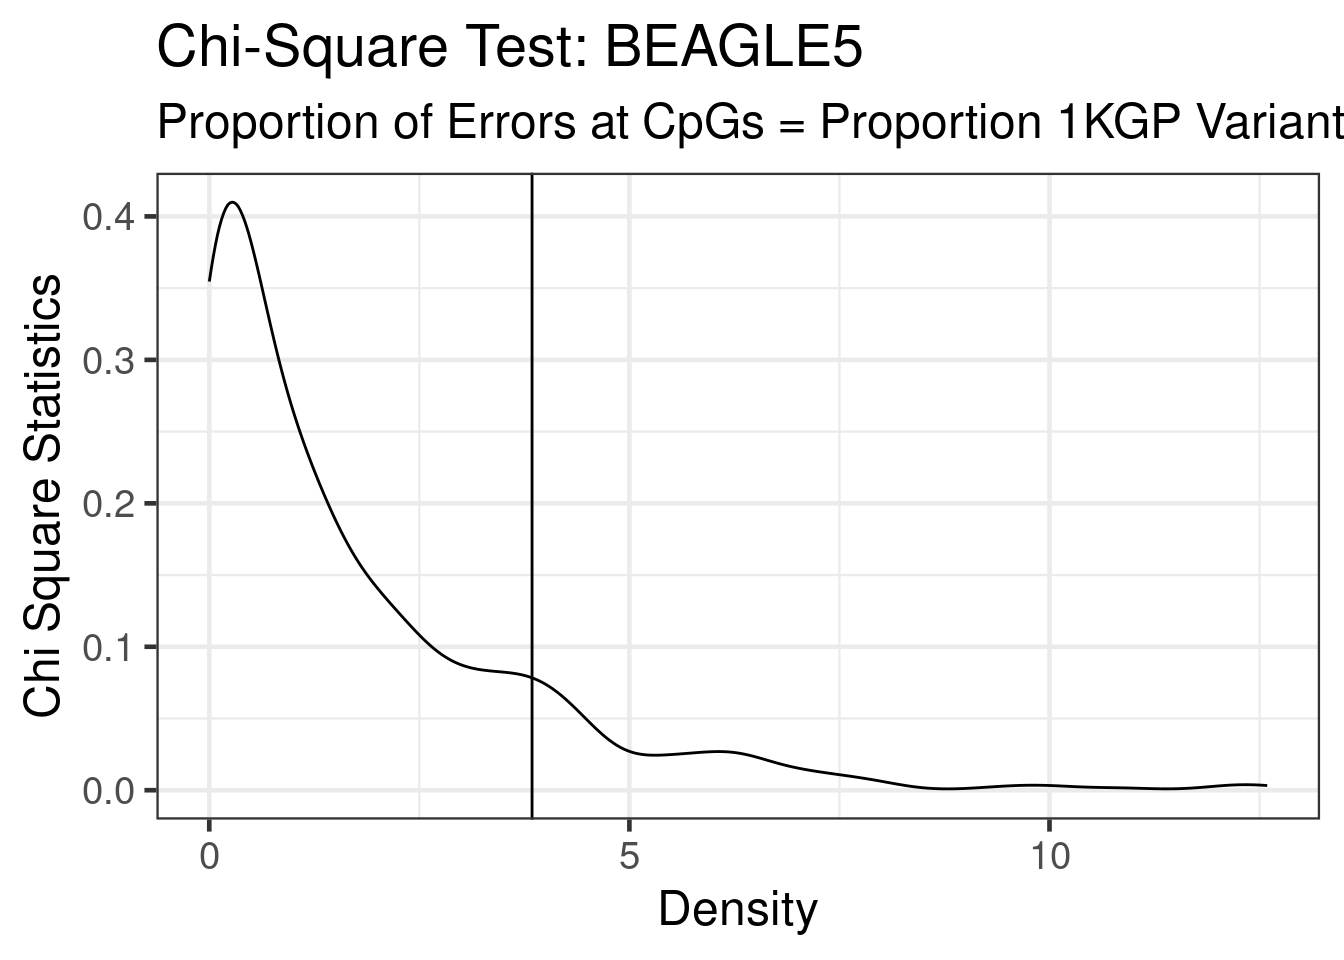 Chi-Square Test: BEAGLE5
Proportion of Errors at CpGs = Proportion 1KGP Variant
Chi Square Statistics
0.4
0.3
0.2
0.1
0.0
0
5
10
Density